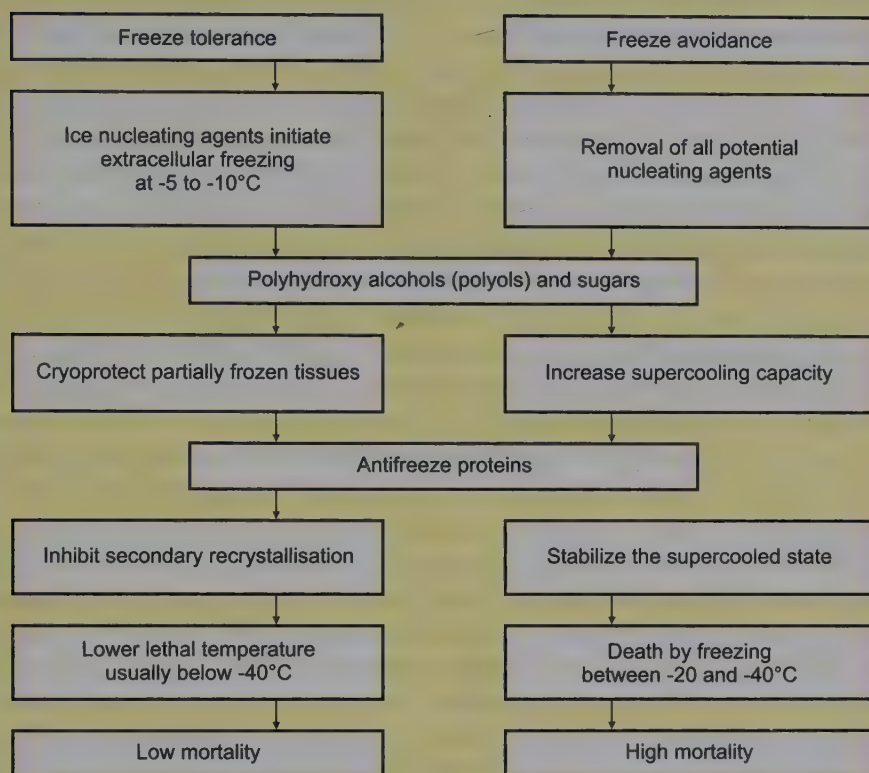 Freeze tolerance
Freeze avoidance
Ice nucleating agents initiate
extracellular freezing
at -5 to -10°C
Removal of all potential
nucleating agents
Polyhydroxy alcohols (polyols) and sugars
Cryoprotect partially frozen tissues
Increase supercooling capacity
Antifreeze proteins
Inhibit secondary recrystallisation
Stabilize the supercooled state
Lower lethal temperature
usually below -40°C
Death by freezing
between -20 and -40°C
Low mortality
High mortality